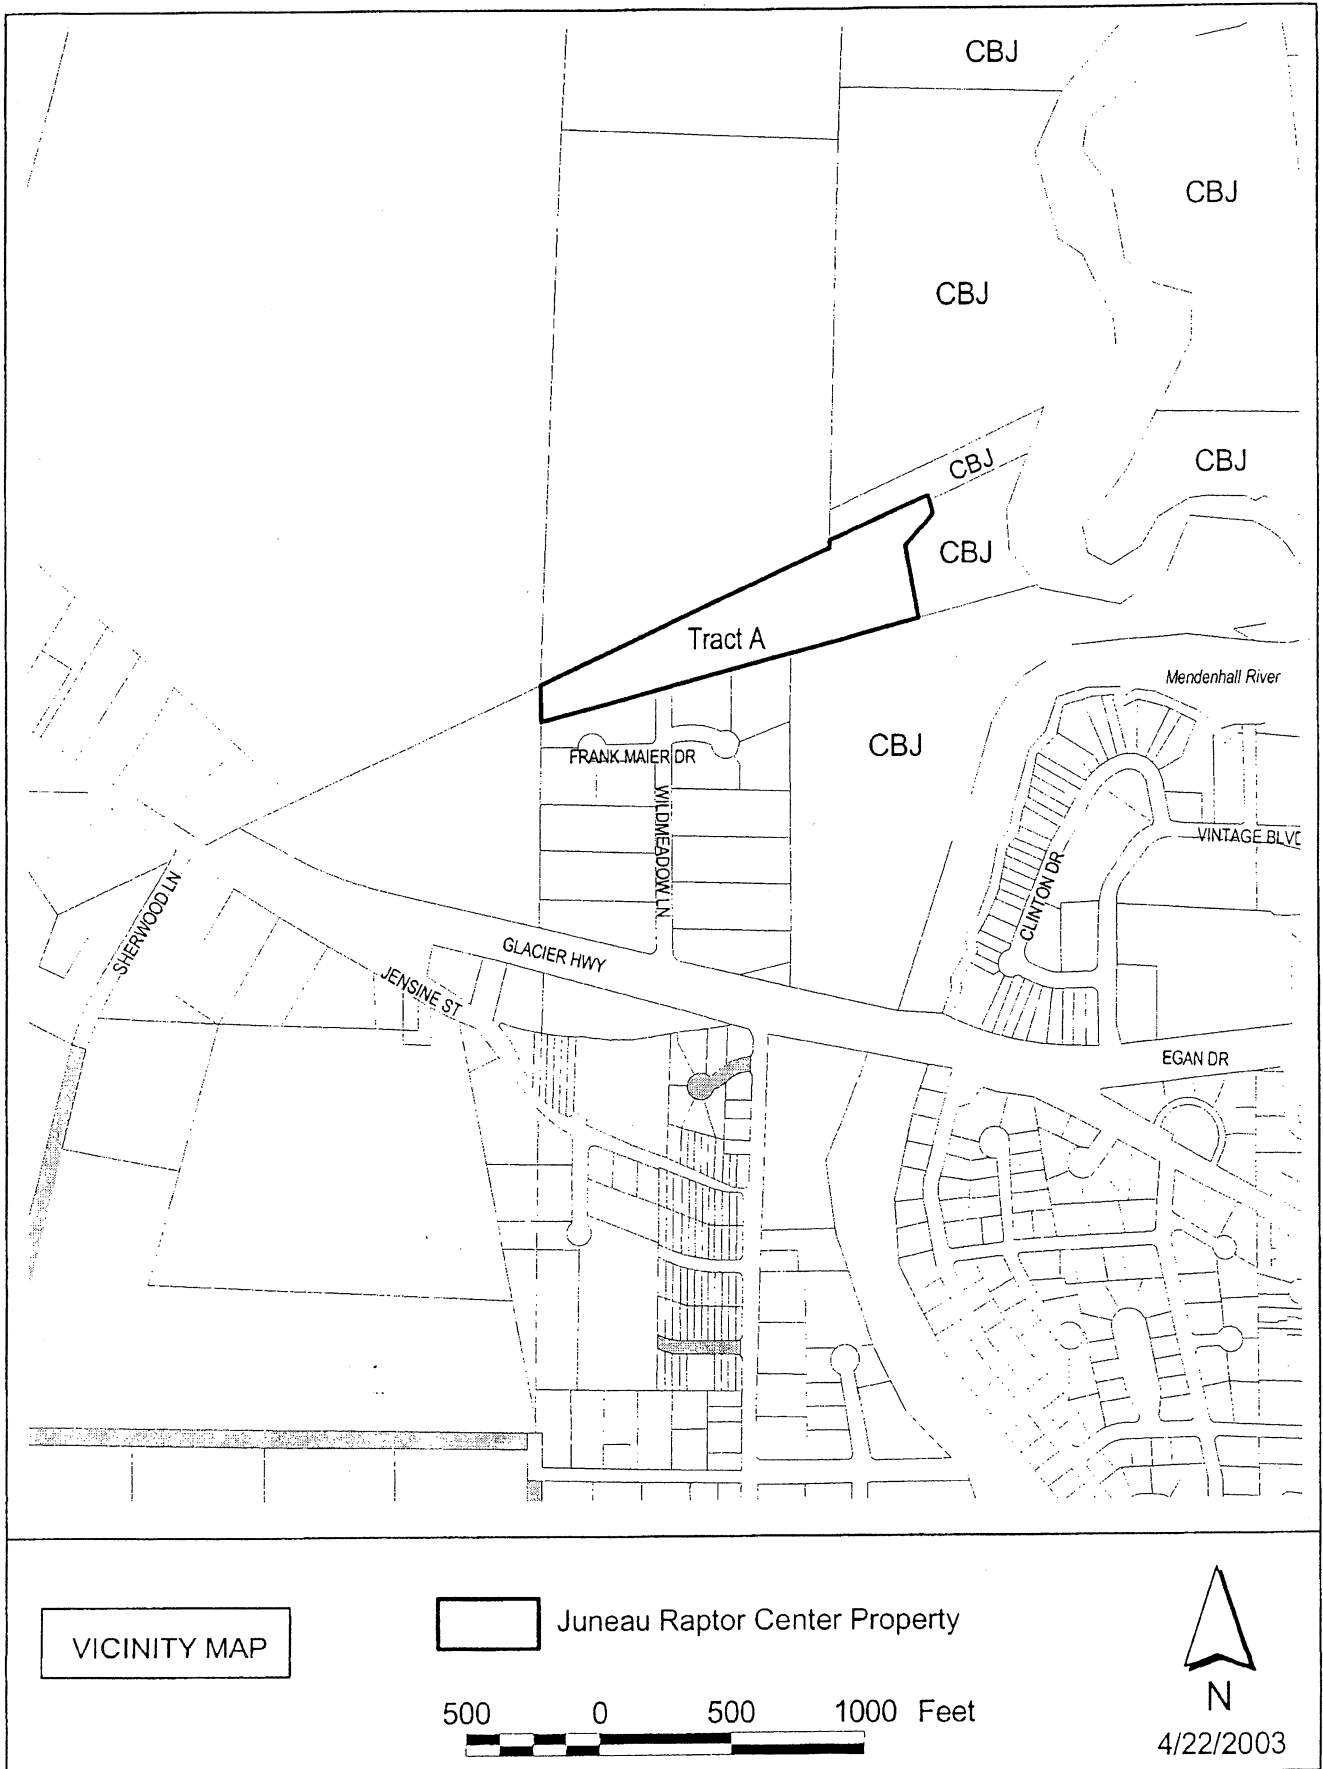 CBJ
CBJ
CBJ
CBJ
CBJ
CBJ
Tract A
Mendenhall River
CBJ
FRANK MAIER DR
WILDMEADOW LN
VINTAGE BLVD
CLINTON DR
SHERWOOD LN
GLACIER HWY
JENSINE ST
EGAN DR
VICINITY MAP
Juneau Raptor Center Property
500 0 500 1000 Feet
N
4/22/2003